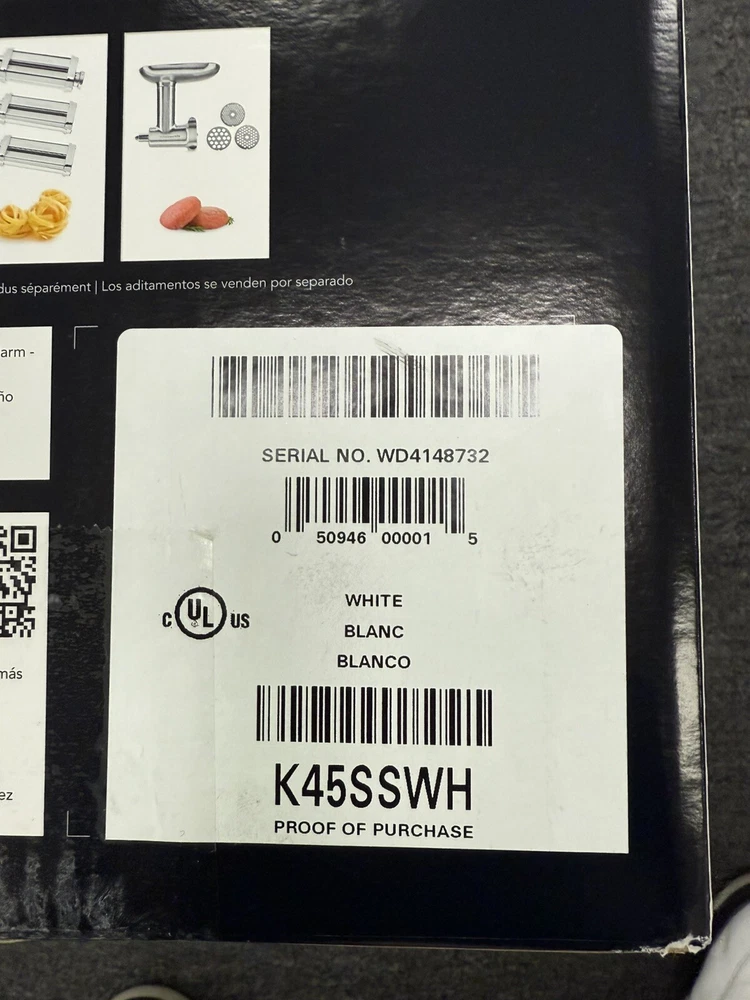 dus séparément | Los aditamentos se venden por separado
arm -
ño
más
ez
SERIAL NO. WD4148732
0 50946 00001 5
C UL US
WHITE
BLANC
BLANCO
K45SSWH
PROOF OF PURCHASE